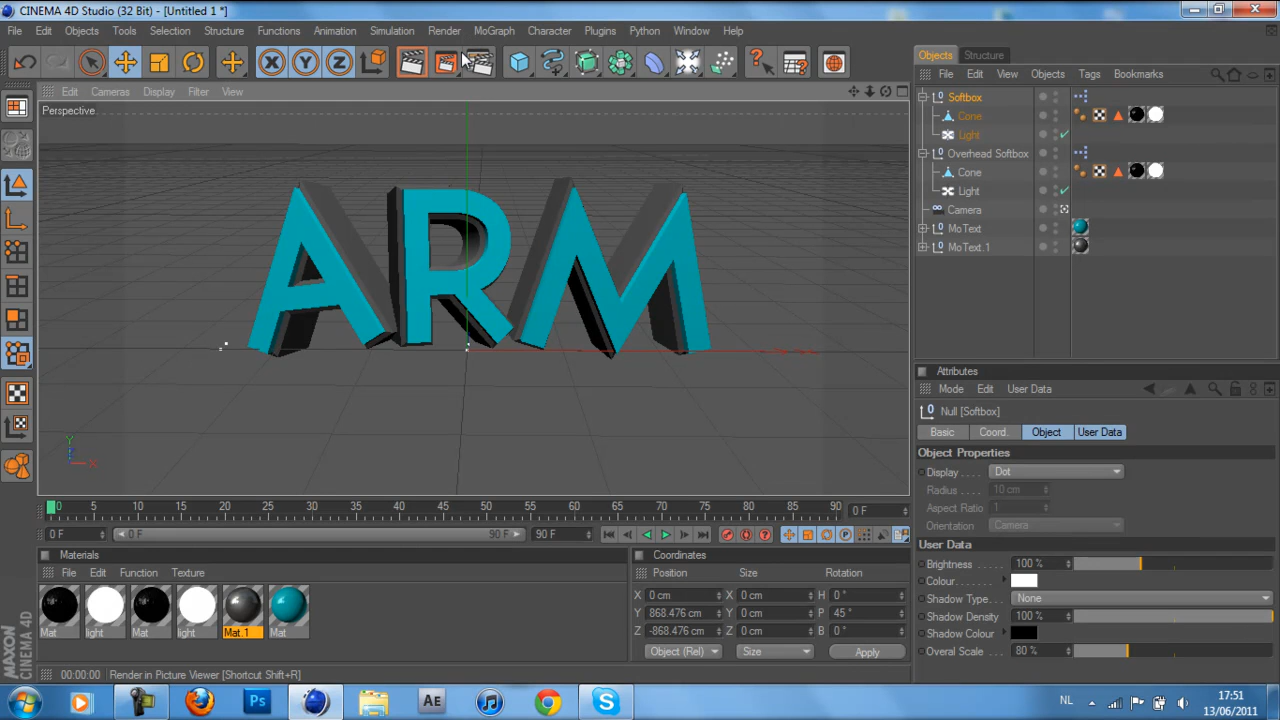 CINEMA 4D Studio (32 Bit) - [Untitled 1 *]
File Edit Objects Tools Selection Structure Functions Animation Simulation Render MoGraph Character Plugins Python Window Help
Objects Structure
File Edit View Objects Tags Bookmarks
Edit Cameras Display Filter View
Perspective
Softbox
Cone
Light
Overhead Softbox
Cone
Light
Camera
MoText
MoText.1
ARM
Y
X
Attributes
Mode Edit User Data
Null [Softbox]
Basic Coord. Object User Data
Object Properties
Display . . . . Dot
Radius . . . . 10 cm
Aspect Ratio 1
Orientation. . Camera
User Data
Brightness . . . . 100 %
Colour. . . . . . .
Shadow Type. . . None
Shadow Density 100 %
Shadow Colour
Overal Scale . . . 80 %
0 5 10 15 20 25 30 35 40 45 50 55 60 65 70 75 80 85 90 0 F
0 F 0 F 90 F 90 F
Materials
File Edit Function Texture
Mat light Mat light Mat.1 Mat
Coordinates
Position Size Rotation
X 0 cm X 0 cm H 0 °
Y 868.476 cm Y 0 cm P 45 °
Z -868.476 cm Z 0 cm B 0 °
Object (Rel) Size Apply
MAXON
CINEMA 4D
00:00:00 Render in Picture Viewer [Shortcut Shift+R]
Ps
AE
NL
17:51
13/06/2011